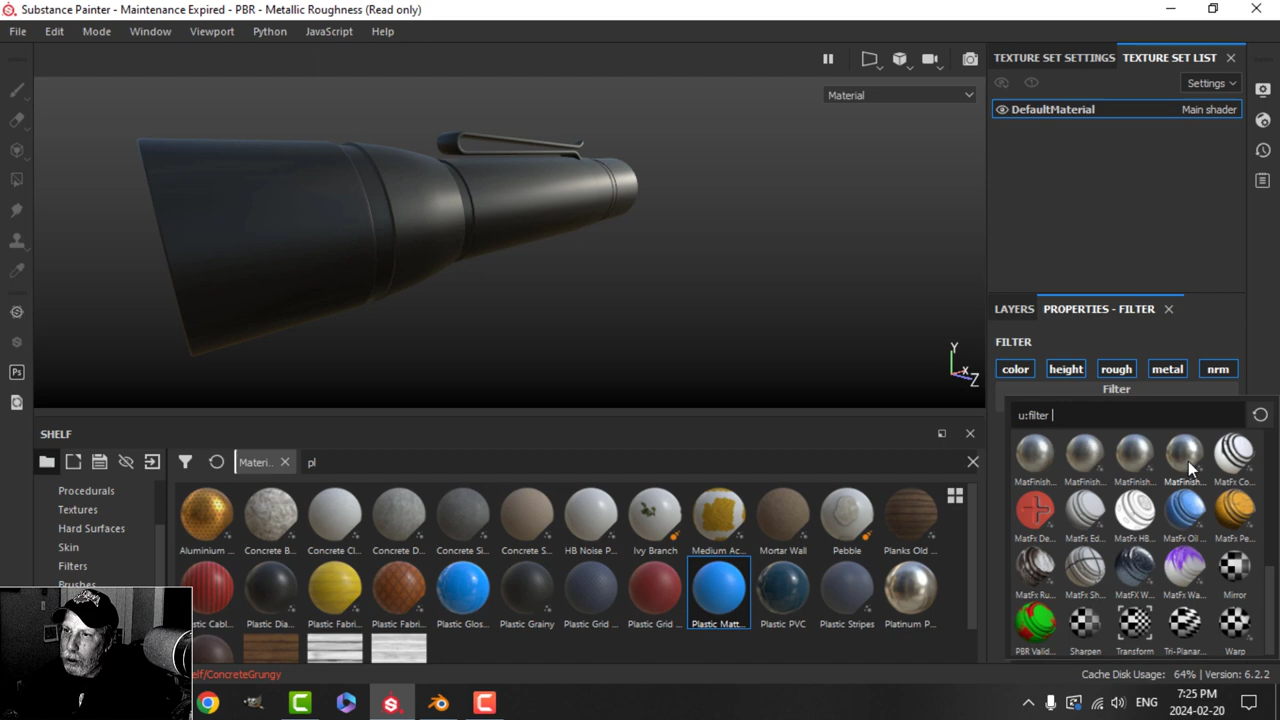 Substance Painter - Maintenance Expired - PBR - Metallic Roughness (Read only)
File Edit Mode Window Viewport Python JavaScript Help
TEXTURE SET SETTINGS TEXTURE SET LIST
Settings
Material
DefaultMaterial Main shader
Y
X
Z
LAYERS PROPERTIES - FILTER
FILTER
color height rough metal nrm
Filter
u:filter
MatFinish... MatFinish... MatFinish... MatFinish... MatFx Co...
MatFx De... MatFx Ed... MatFx HB... MatFx Oil ... MatFx Pe...
MatFx Ru... MatFx Sh... MatFX W... MatFx Wa... Mirror
PBR Valid... Sharpen Transform Tri-Planar... Warp
SHELF
Materi.. pl
Procedurals
Textures
Hard Surfaces
Skin
Filters
Brushes
Aluminium ... Concrete B... Concrete Cl... Concrete D... Concrete Si... Concrete S... HB Noise P... Ivy Branch Medium Ac... Mortar Wall Pebble Planks Old ...
stic Cabl... Plastic Dia... Plastic Fabri... Plastic Fabri... Plastic Glos... Plastic Grainy Plastic Grid ... Plastic Grid ... Plastic Matt... Plastic PVC Plastic Stripes Platinum P...
elf/ConcreteGrungy
Cache Disk Usage: 64% | Version: 6.2.2
Ps
ENG
7:25 PM
2024-02-20